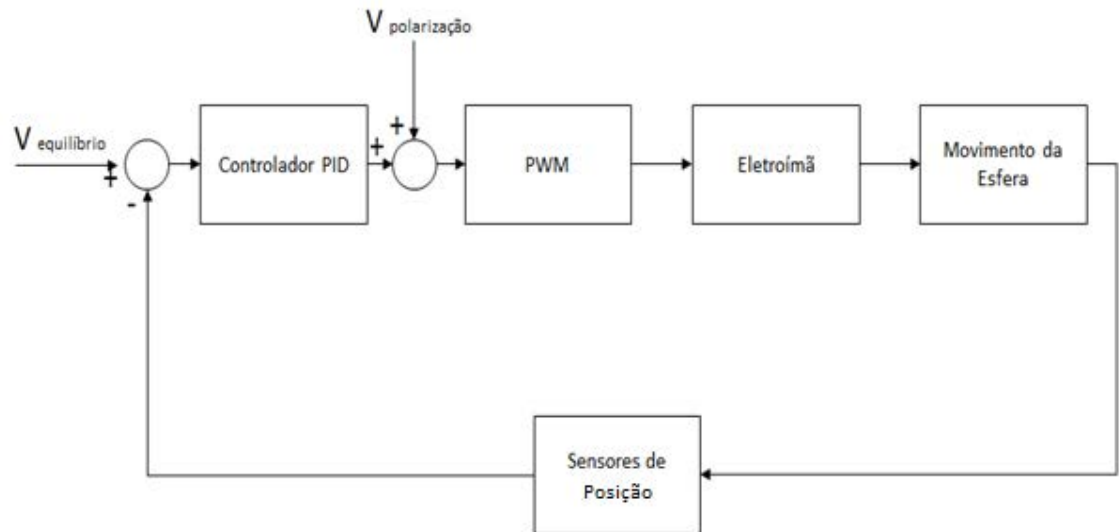 V polarização
V equilíbrio
+
-
Controlador PID
+
+
PWM
Eletroímã
Movimento da
Esfera
Sensores de
Posição